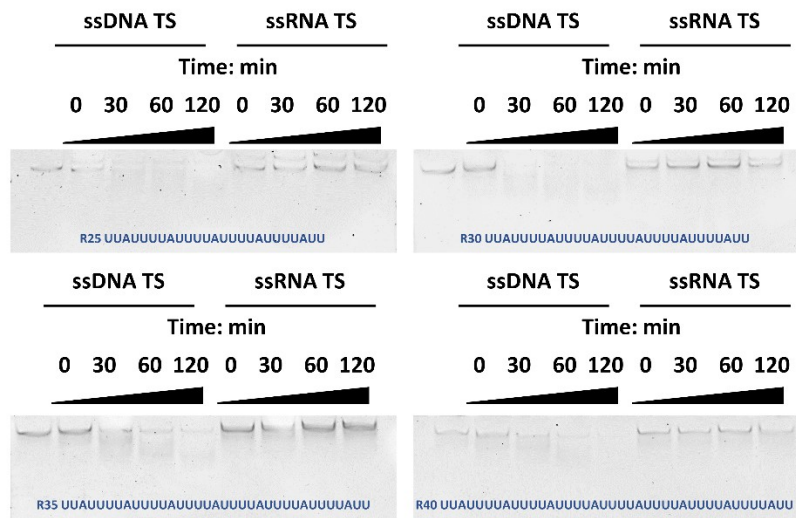 ssDNA TS ssRNA TS
Time: min
0 30 60 120 0 30 60 120
R25 UUAUUUUAUUUUAUUUUAUUUUAUU
ssDNA TS ssRNA TS
Time: min
0 30 60 120 0 30 60 120
R30 UUAUUUUAUUUUAUUUUAUUUUAUUUUAUU
ssDNA TS ssRNA TS
Time: min
0 30 60 120 0 30 60 120
R35 UUAUUUUAUUUUAUUUUAUUUUAUUUUAUUUUAUU
ssDNA TS ssRNA TS
Time: min
0 30 60 120 0 30 60 120
R40 UUAUUUUAUUUUAUUUUAUUUUAUUUUAUUUUAUUUUAUU